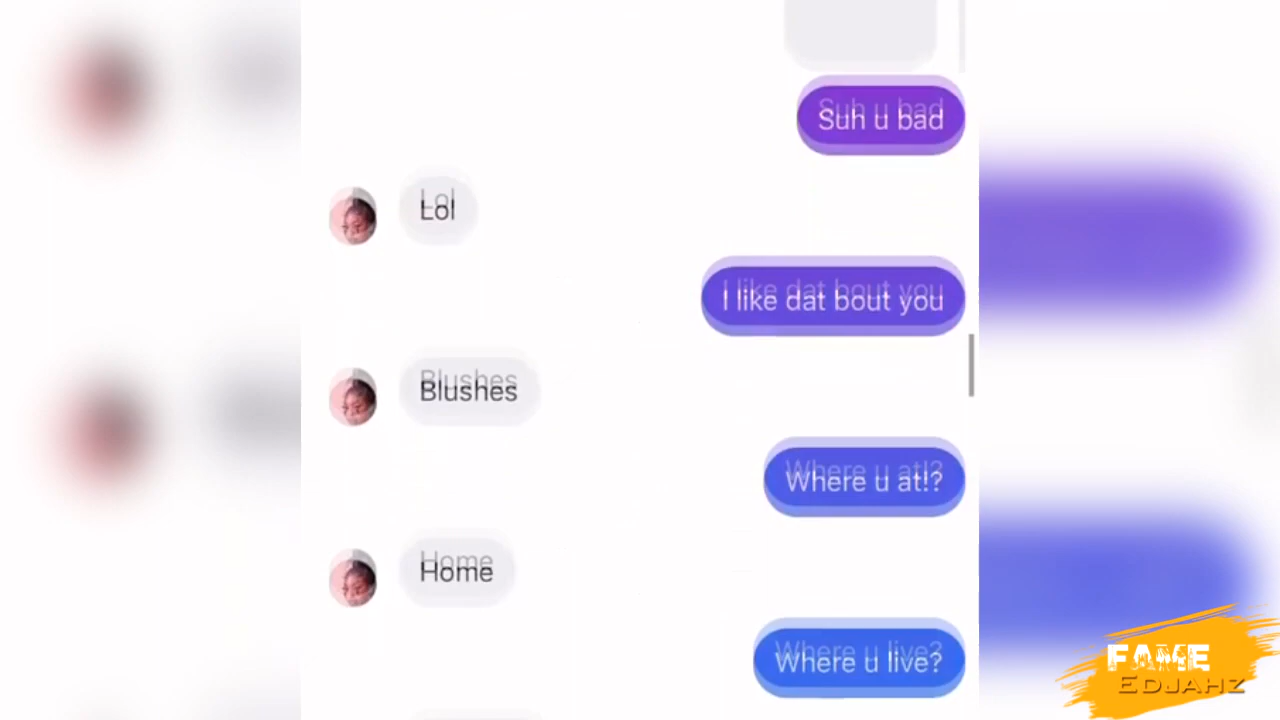 Suh u bad
Lol
I like dat bout you
Blushes
Where u at!?
Home
Where u live?
FAME
EDJAHZ